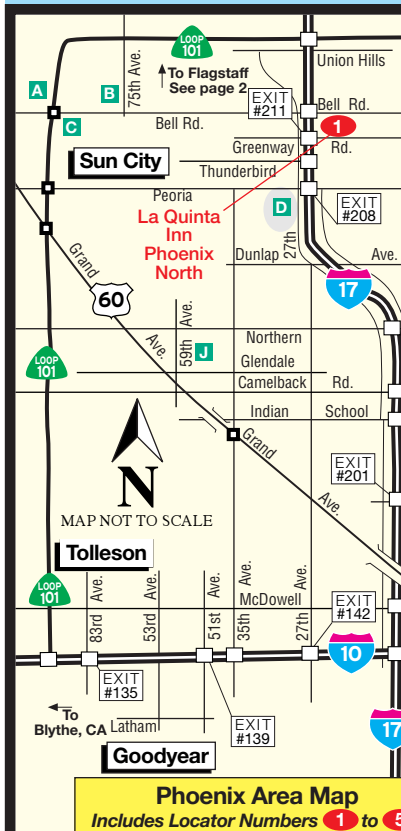 LOOP
101
Union Hills
75th Ave.
To Flagstaff
See page 2
A
B
EXIT
#211
Bell Rd.
C
Bell Rd.
1
Greenway Rd.
Sun City
Thunderbird
Peoria
D
EXIT
#208
La Quinta
Inn
Phoenix
North
27th
Dunlap Ave.
Grand Ave.
60
17
59th Ave.
Northern
J
LOOP
101
Glendale
Camelback Rd.
Indian School
Grand Ave.
N
MAP NOT TO SCALE
EXIT
#201
Tolleson
LOOP
101
83rd Ave.
53rd Ave.
51st Ave.
35th Ave.
27th Ave.
McDowell
EXIT
#142
10
EXIT
#135
To
Blythe, CA
Latham
EXIT
#139
17
Goodyear
Phoenix Area Map
Includes Locator Numbers 1 to 5